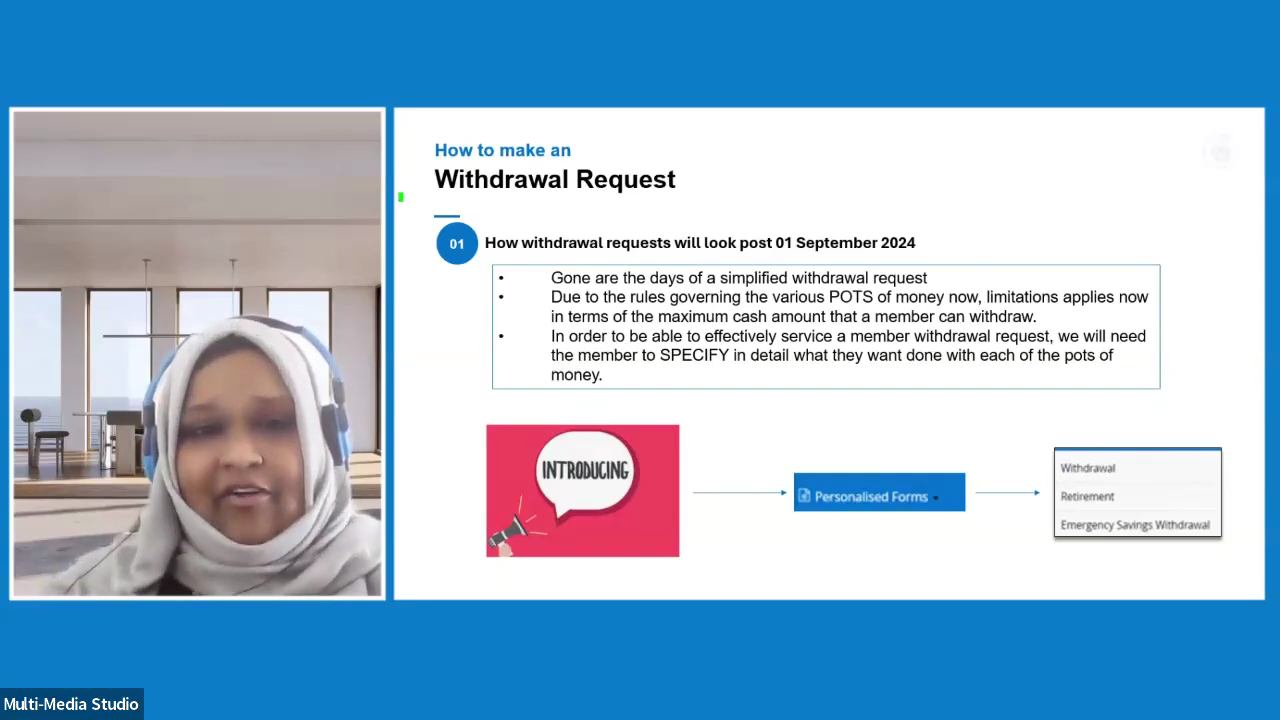 How to make an
Withdrawal Request
01
How withdrawal requests will look post 01 September 2024
• Gone are the days of a simplified withdrawal request
• Due to the rules governing the various POTS of money now, limitations applies now
in terms of the maximum cash amount that a member can withdraw.
• In order to be able to effectively service a member withdrawal request, we will need
the member to SPECIFY in detail what they want done with each of the pots of
money.
INTRODUCING
Personalised Forms
Withdrawal
Retirement
Emergency Savings Withdrawal
Multi-Media Studio